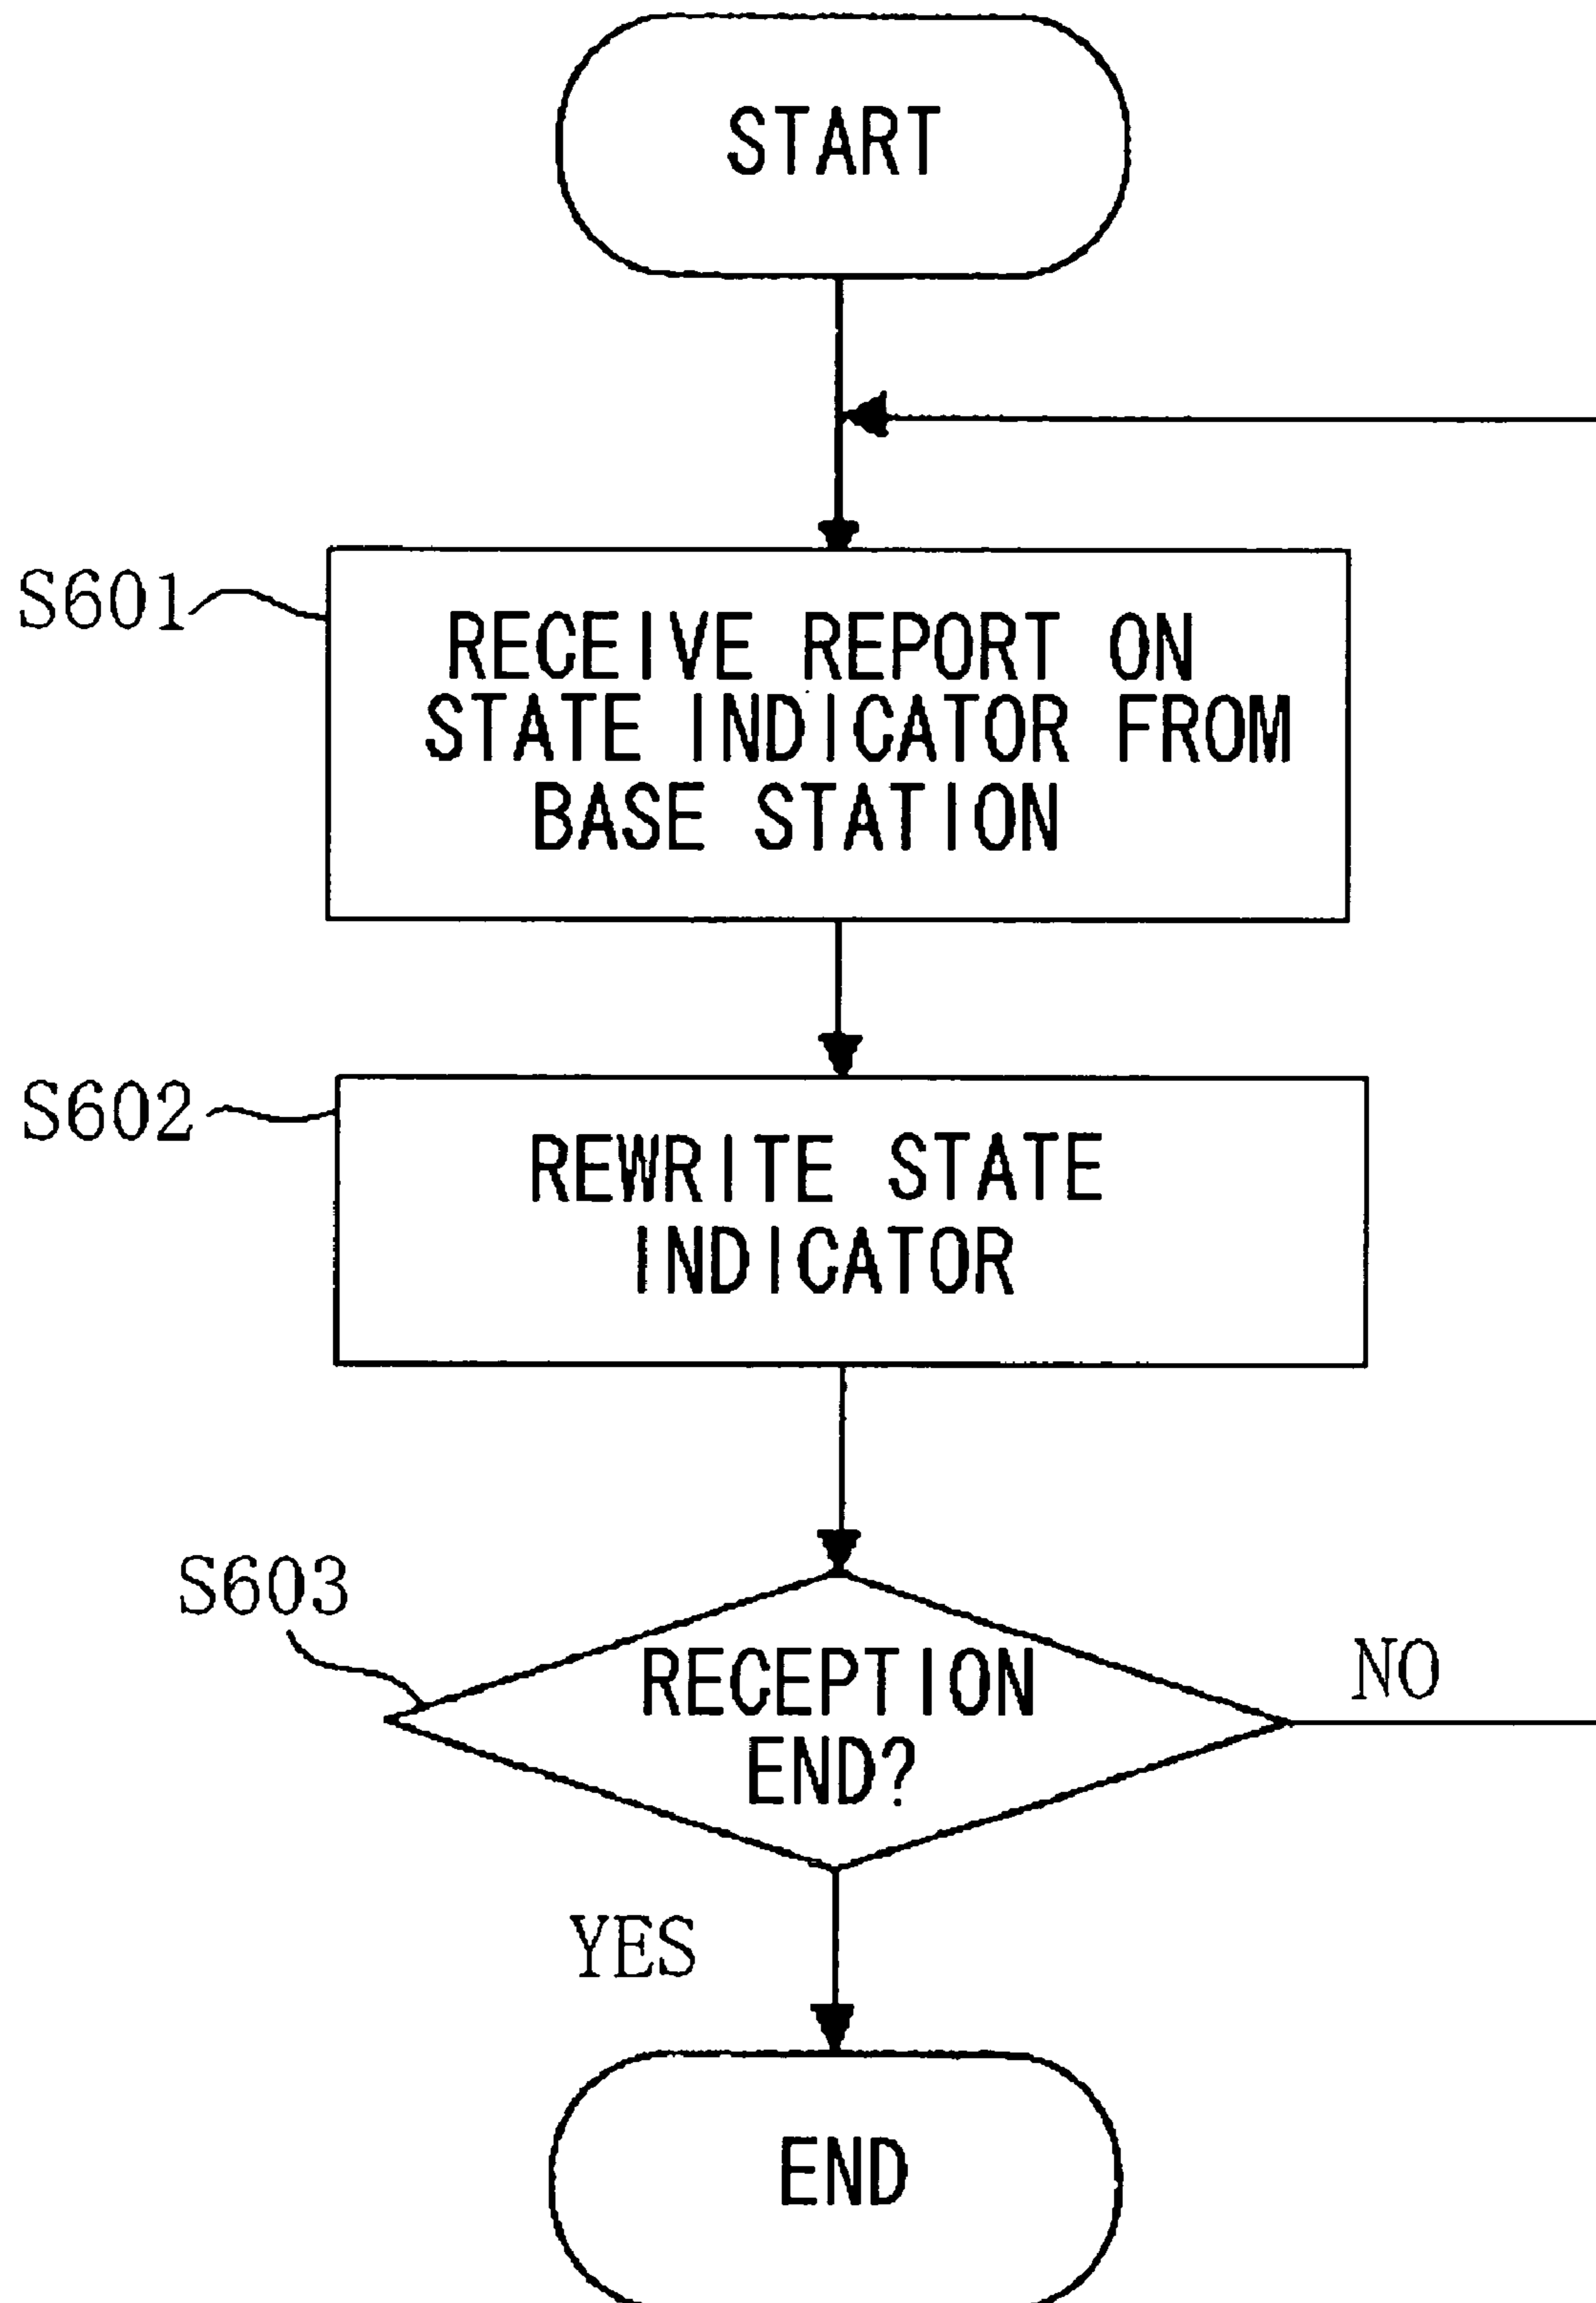 START
S601
RECEIVE REPORT ON
STATE INDICATOR FROM
BASE STATION
S602
REWRITE STATE
INDICATOR
S603
RECEPTION
END?
NO
YES
END